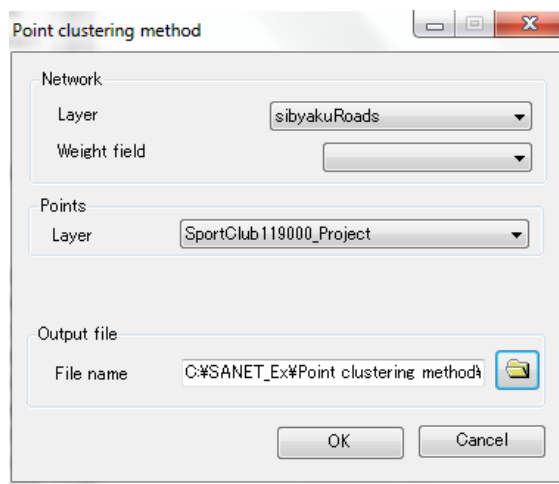 Point clustering method
Network
Layer
sibyakuRoads
Weight field
Points
Layer
SportClub119000_Project
Output file
File name
C:¥SANET_Ex¥Point clustering method¥
OK
Cancel